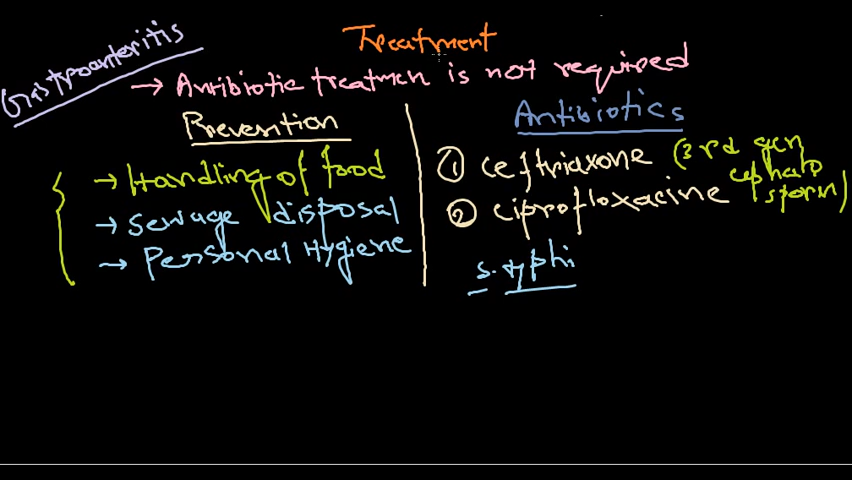 Treatment
Gastroenteritis
→ Antibiotic treatmen is not required
Prevention
→ Handling of food
→ Sewage disposal
→ Personal Hygiene
Antibiotics
① ceftriaxone (3rd gen cephalosporin)
② ciprofloxacine
s. typhi